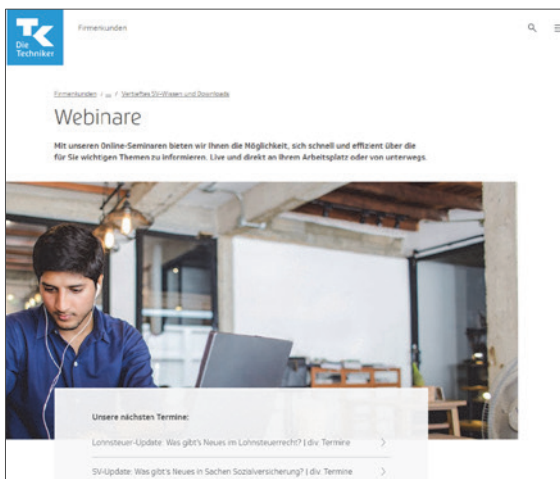 TK
Die
Techniker
Firmenkunden
Firmenkunden / ... / Vertieftes SV-Wissen und Downloads
Webinare
Mit unseren Online-Seminaren bieten wir Ihnen die Möglichkeit, sich schnell und effizient über die
für Sie wichtigen Themen zu informieren. Live und direkt an Ihrem Arbeitsplatz oder von unterwegs.
Unsere nächsten Termine:
Lohnsteuer-Update: Was gibt's Neues im Lohnsteuerrecht? | div. Termine
SV-Update: Was gibt's Neues in Sachen Sozialversicherung? | div. Termine